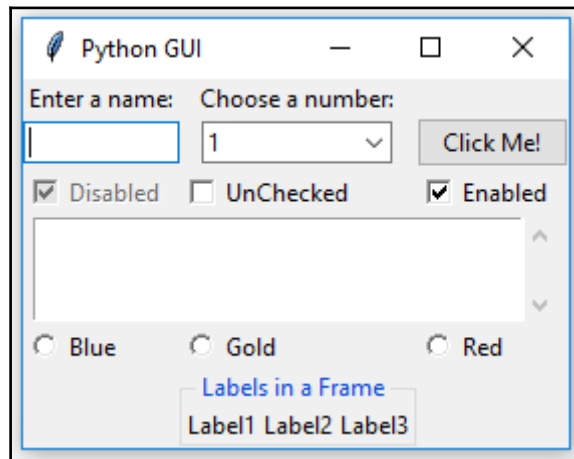 Python GUI
Enter a name: Choose a number:
1 Click Me!
Disabled UnChecked Enabled
Blue Gold Red
Labels in a Frame
Label1 Label2 Label3